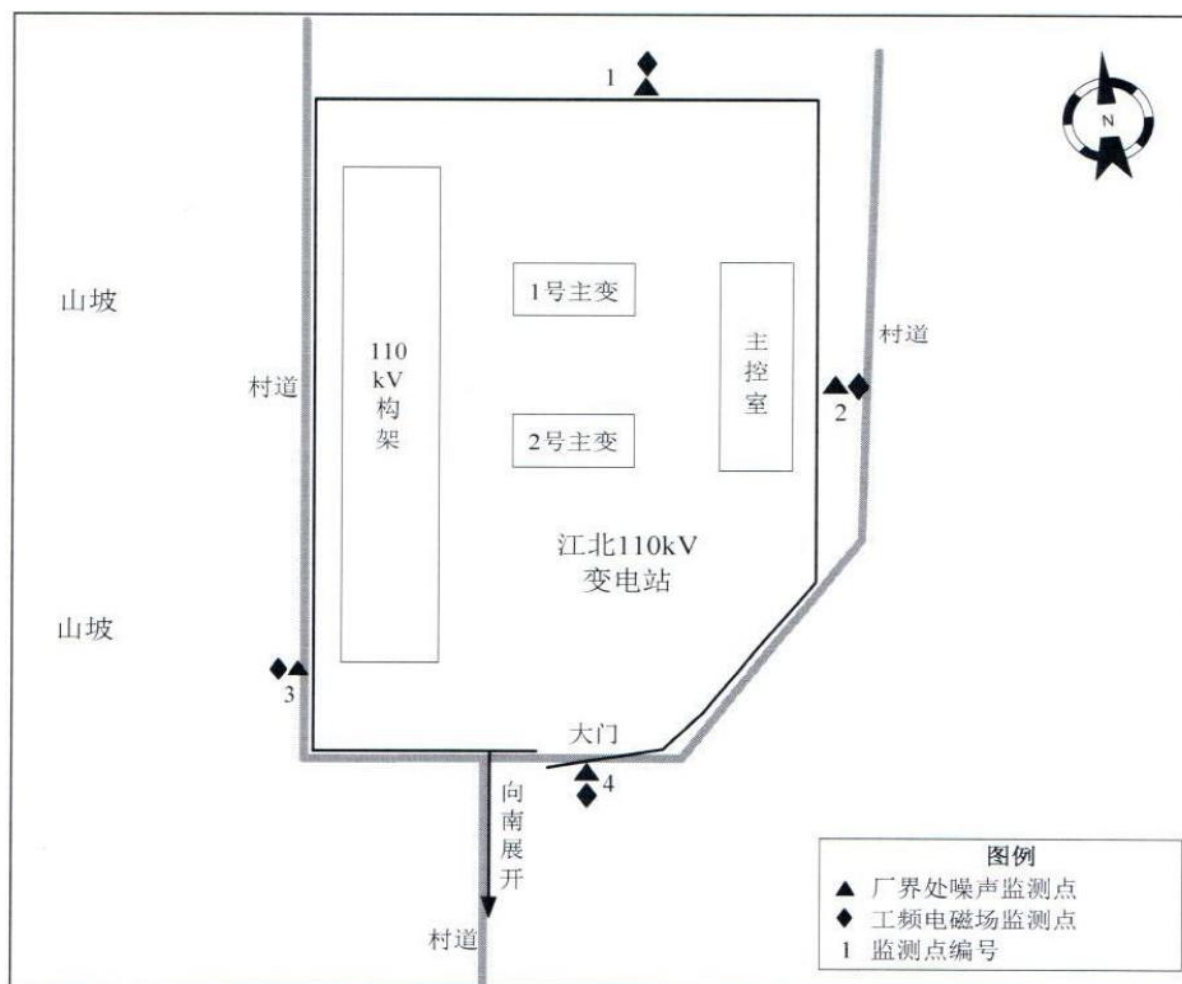 1
N
1号主变
山坡
主
控
室
村道
110
kV
构
架
村道
2
2号主变
江北110kV
变电站
山坡
3
大门
4
向
南
展
开
村道
图例
厂界处噪声监测点
工频电磁场监测点
1 监测点编号